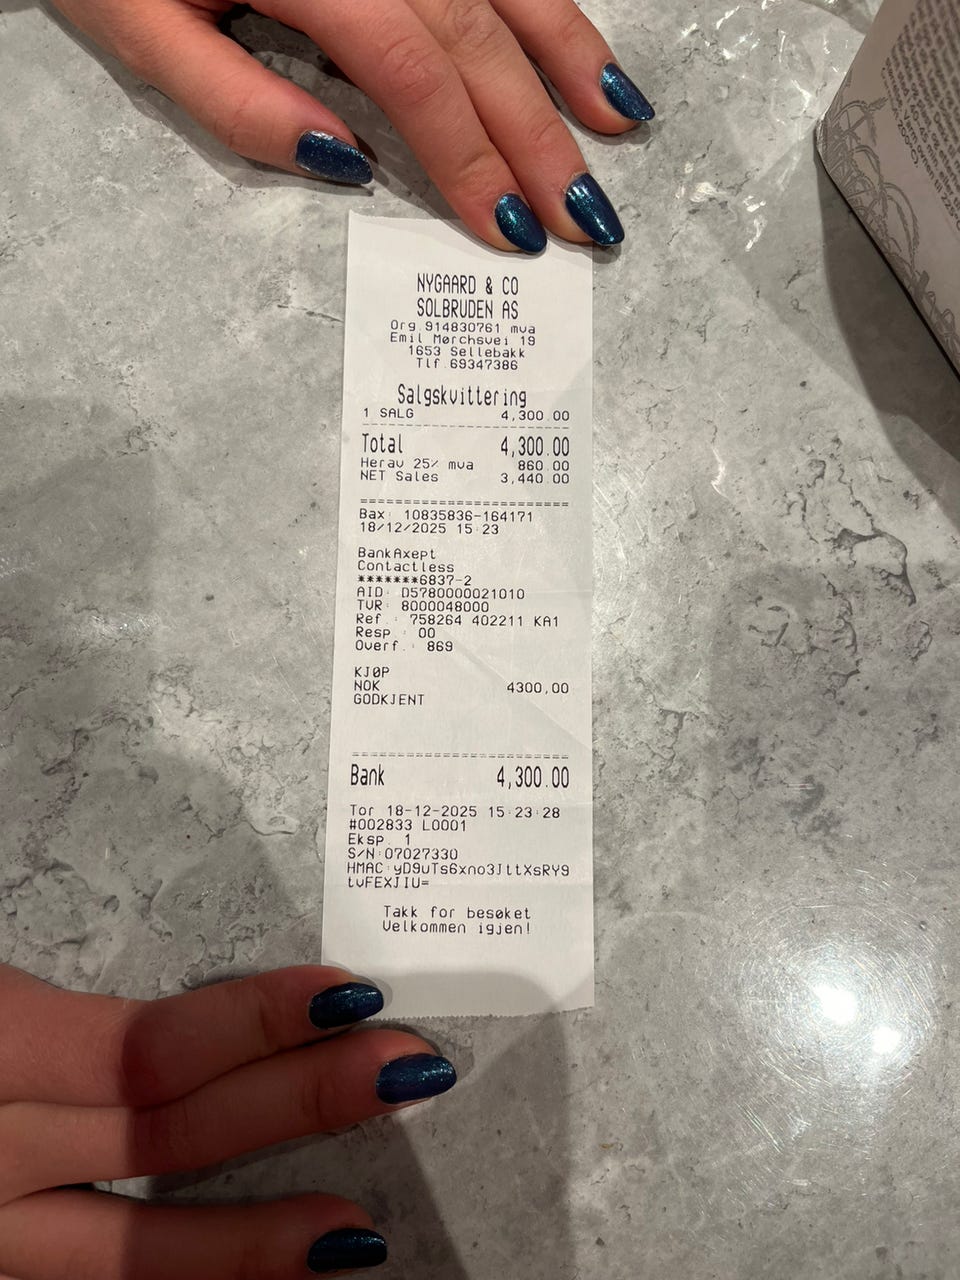 NYGAARD & CO
SOLBRUDEN AS
Org.914830761 mva
Emil Mørchsvei 19
1653 Sellebakk
Tlf.69347386
Salgskvittering
1 SALG 4,300.00
Total 4,300.00
Herav 25% mva 860.00
NET Sales 3,440.00
Bax: 10835836-164171
18/12/2025 15:23
BankAxept
Contactless
*******6837-2
AID: D5780000021010
TVR: 8000048000
Ref.: 758264 402211 KA1
Resp.: 00
Overf.: 869
KJØP
NOK 4300,00
GODKJENT
Bank 4,300.00
Tor 18-12-2025 15:23:28
#002833 L0001
Eksp. 1
S/N:07027330
HMAC:yD9uTs6xno3JttXsRY9
tvFEXJIU=
Takk for besøket
Velkommen igjen!